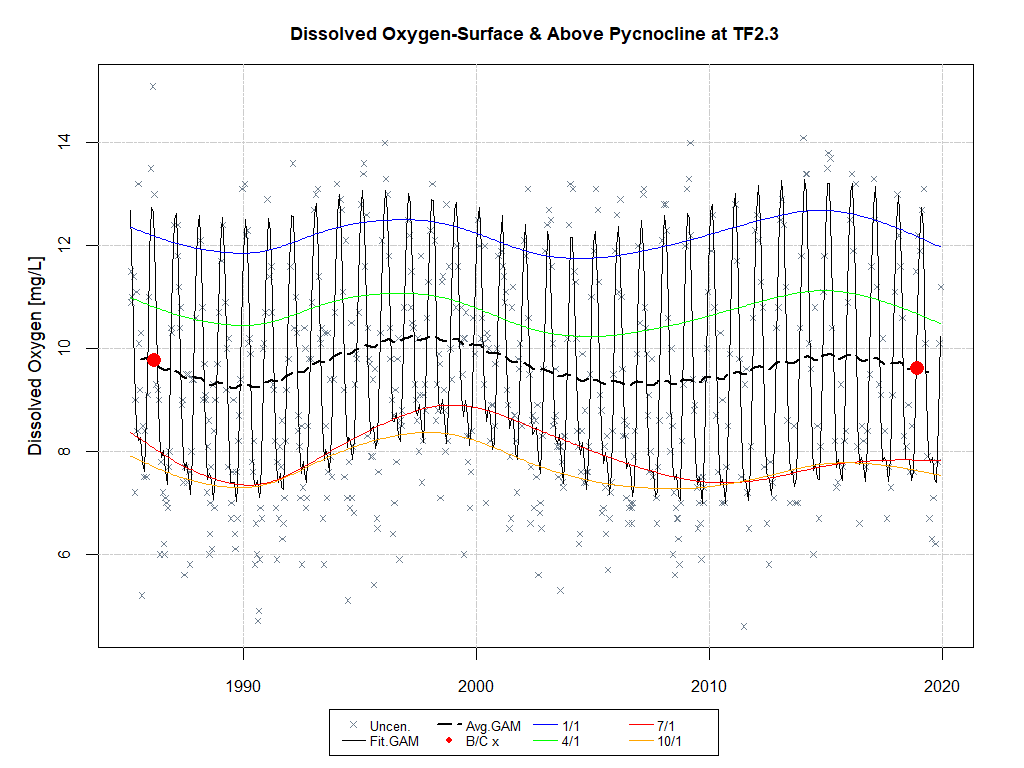 Dissolved Oxygen-Surface & Above Pycnocline at TF2.3
Dissolved Oxygen [mg/L]
14
12
10
8
6
1990 2000 2010 2020
Uncen. Avg.GAM 1/1 7/1
Fit.GAM B/C x 4/1 10/1